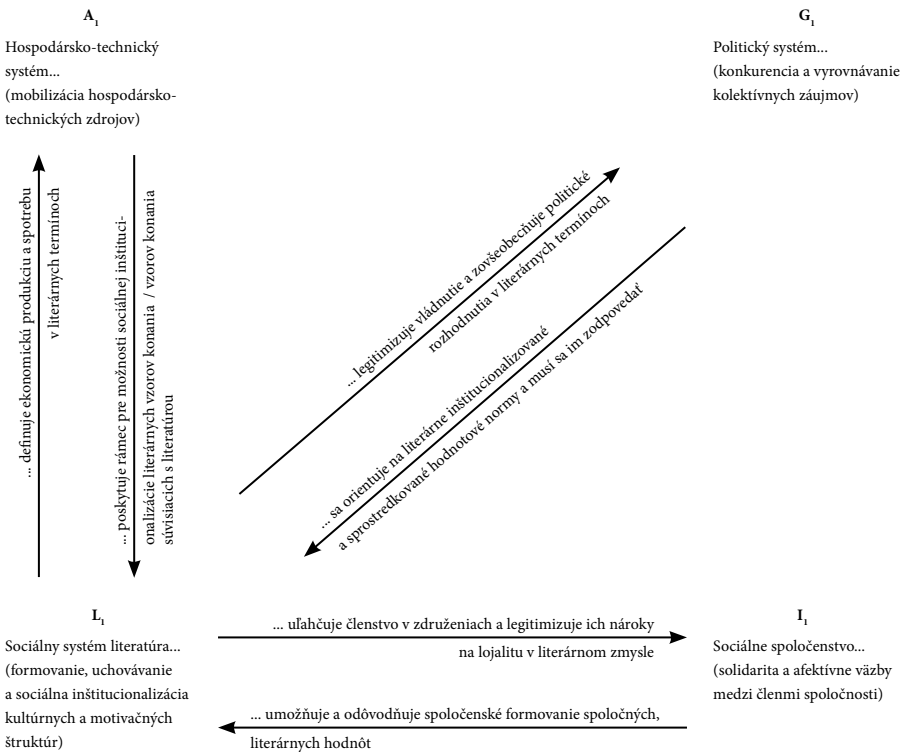 A₁
Hospodársko-technický
systém...
(mobilizácia hospodársko-
technických zdrojov)
G₁
Politický systém...
(konkurencia a vyrovnávanie
kolektívnych záujmov)
... definuje ekonomickú produkciu a spotrebu
v literárnych termínoch
... poskytuje rámec pre možnosti sociálnej inštituci-
onalizácie literárnych vzorov konania / vzorov konania
súvisiacich s literatúrou
... legitimizuje vládnutie a zovšeobecňuje politické
rozhodnutia v literárnych termínoch
... sa orientuje na literárne inštitucionalizované
a sprostredkované hodnotové normy a musí sa im zodpovedať
L₁
Sociálny systém literatúra...
(formovanie, uchovávanie
a sociálna inštitucionalizácia
kultúrnych a motivačných
štruktúr)
... uľahčuje členstvo v združeniach a legitimizuje ich nároky
na lojalitu v literárnom zmysle
... umožňuje a odôvodňuje spoločenské formovanie spoločných,
literárnych hodnôt
I₁
Sociálne spoločenstvo...
(solidarita a afektívne väzby
medzi členmi spoločnosti)